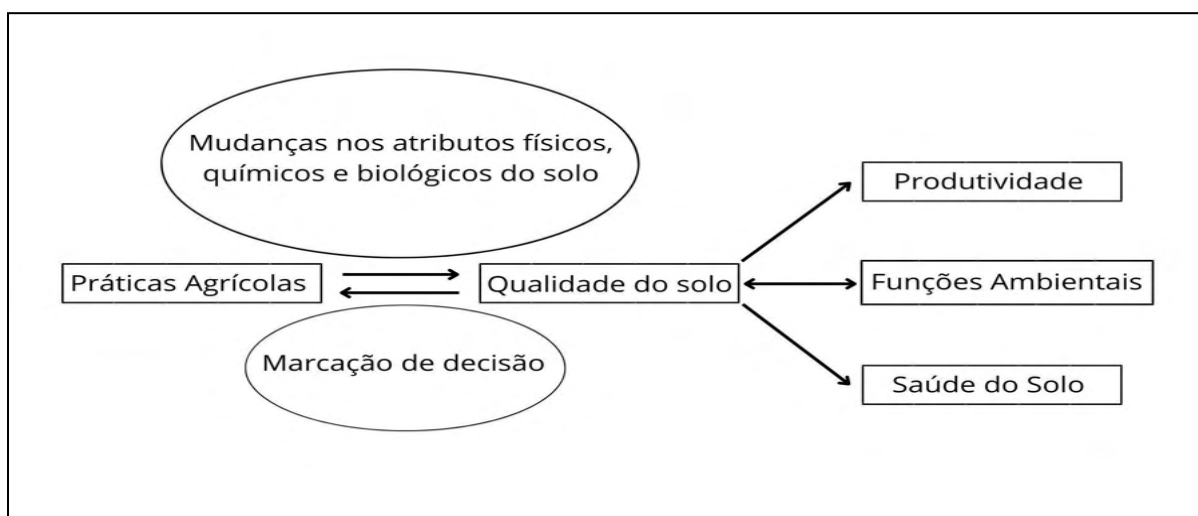 Mudanças nos atributos físicos,
químicos e biológicos do solo
Produtividade
Práticas Agrícolas
Qualidade do solo
Funções Ambientais
Marcação de decisão
Saúde do Solo